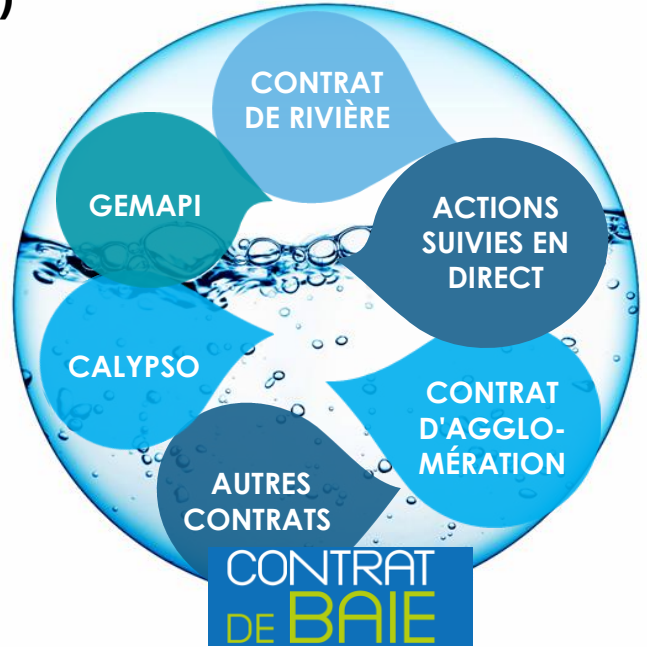 )
CONTRAT
DE RIVIÈRE
GEMAPI
ACTIONS
SUIVIES EN
DIRECT
CALYPSO
CONTRAT
D'AGGLO-
MÉRATION
AUTRES
CONTRATS
CONTRAT
DE BAIE